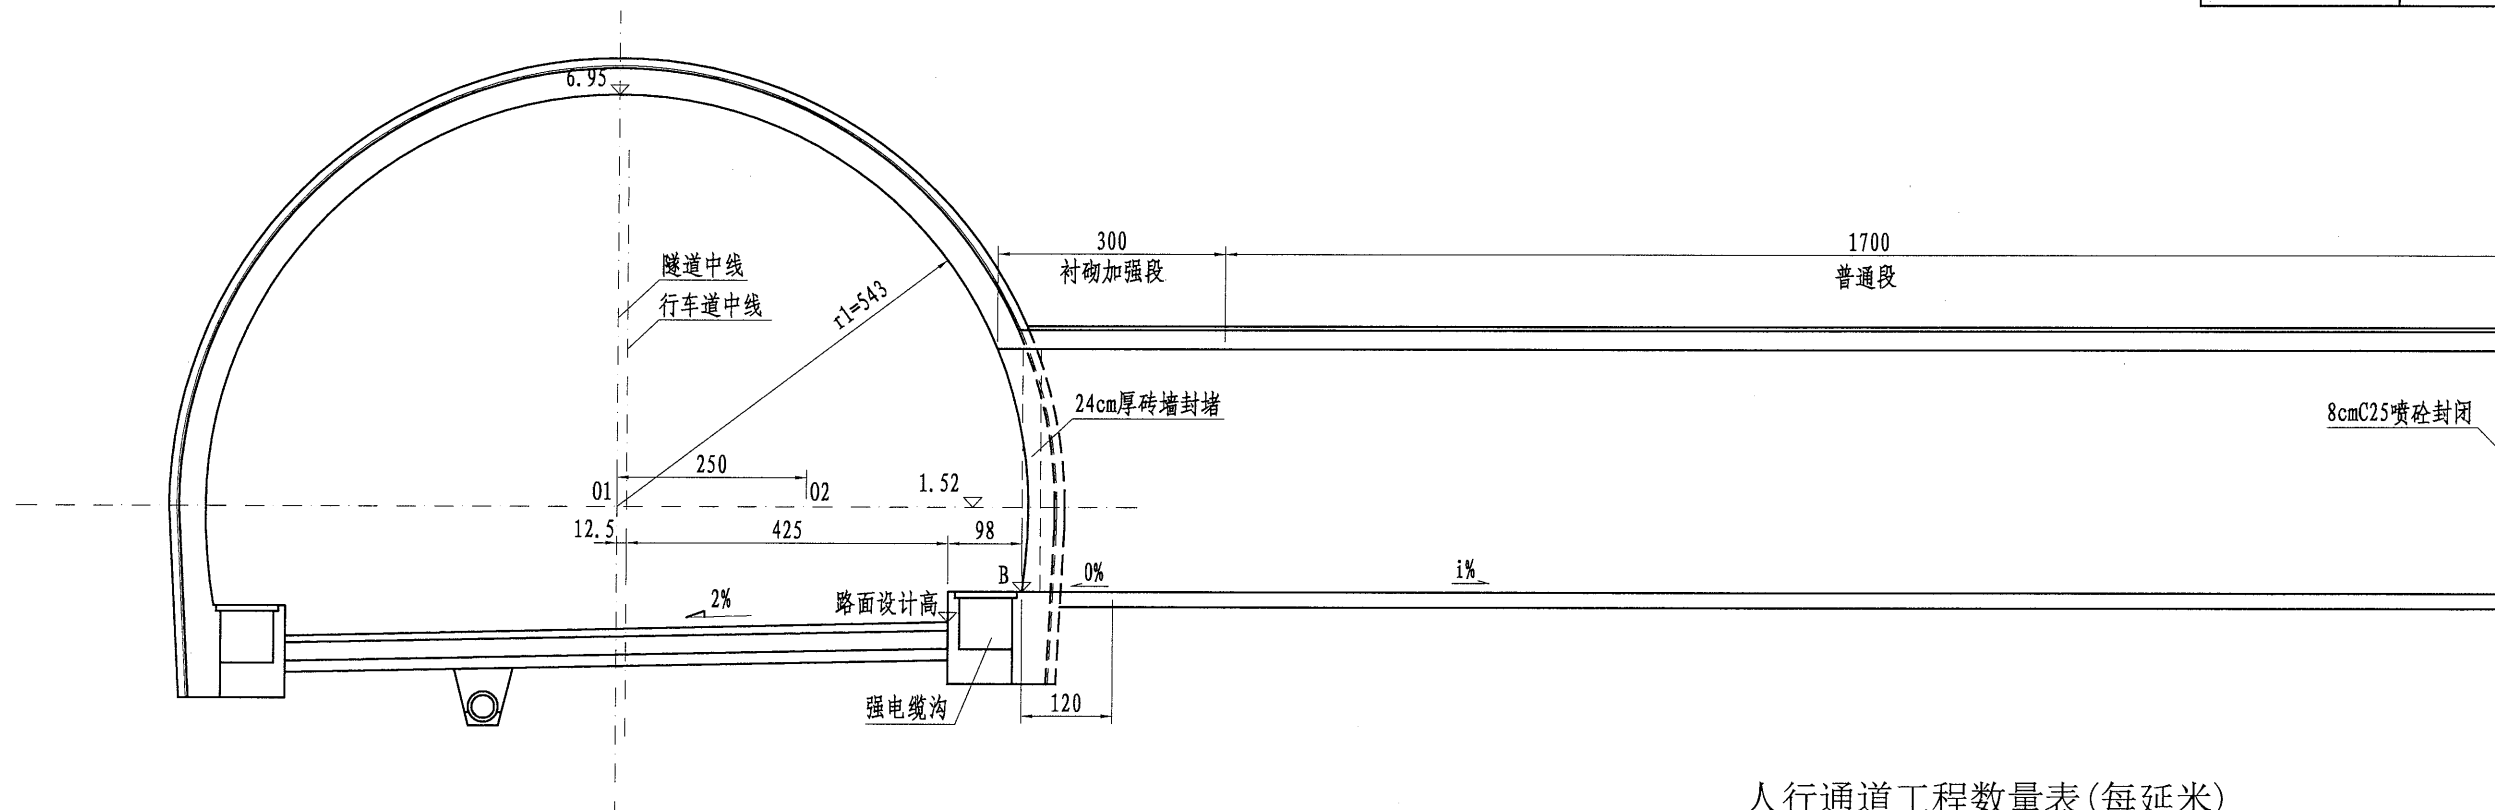 6.95
300
1700
衬砌加强段
普通段
隧道中线
行车道中线
r1=543
24cm厚砖墙封堵
8cmC25喷砼封闭
250
O1
O2
1.52
12.5
425
98
B
0%
i%
2%
路面设计高
强电缆沟
120
人行通道工程数量表(每延米)